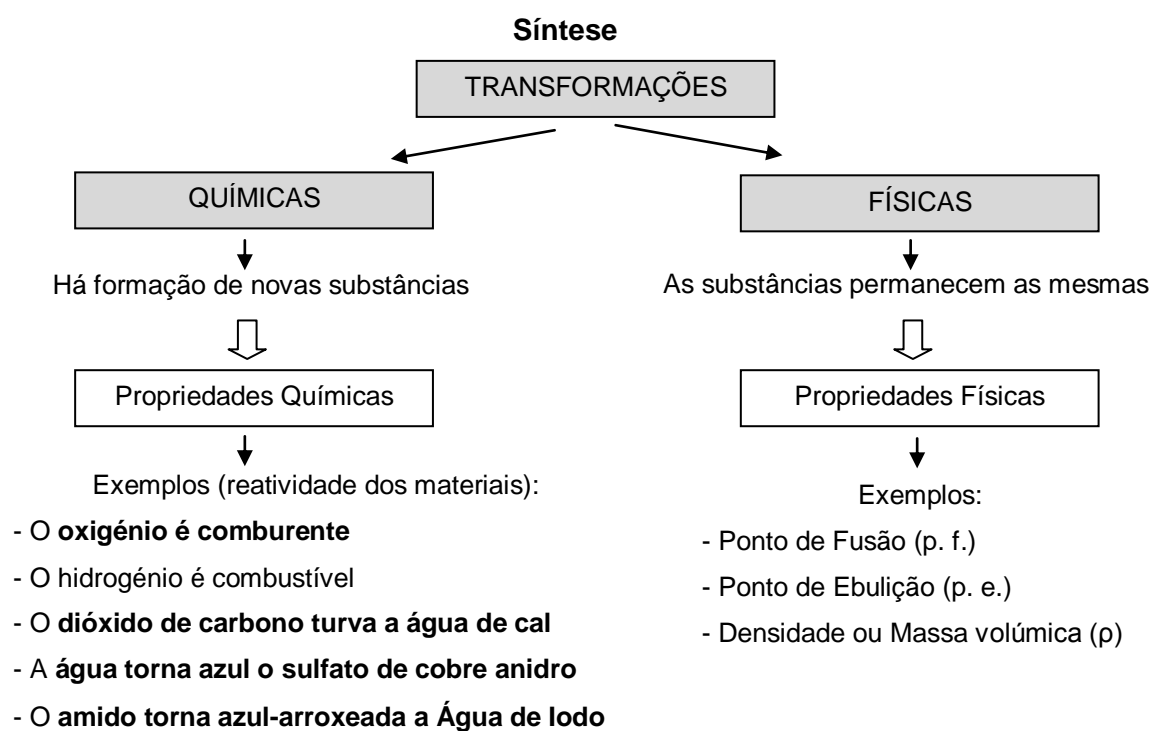 Síntese
TRANSFORMAÇÕES
QUÍMICAS
Há formação de novas substâncias
Propriedades Químicas
Exemplos (reatividade dos materiais):
- O oxigénio é comburente
- O hidrogénio é combustível
- O dióxido de carbono turva a água de cal
- A água torna azul o sulfato de cobre anidro
- O amido torna azul-arroxeada a Água de Iodo
FÍSICAS
As substâncias permanecem as mesmas
Propriedades Físicas
Exemplos:
- Ponto de Fusão (p. f.)
- Ponto de Ebulição (p. e.)
- Densidade ou Massa volúmica (ρ)